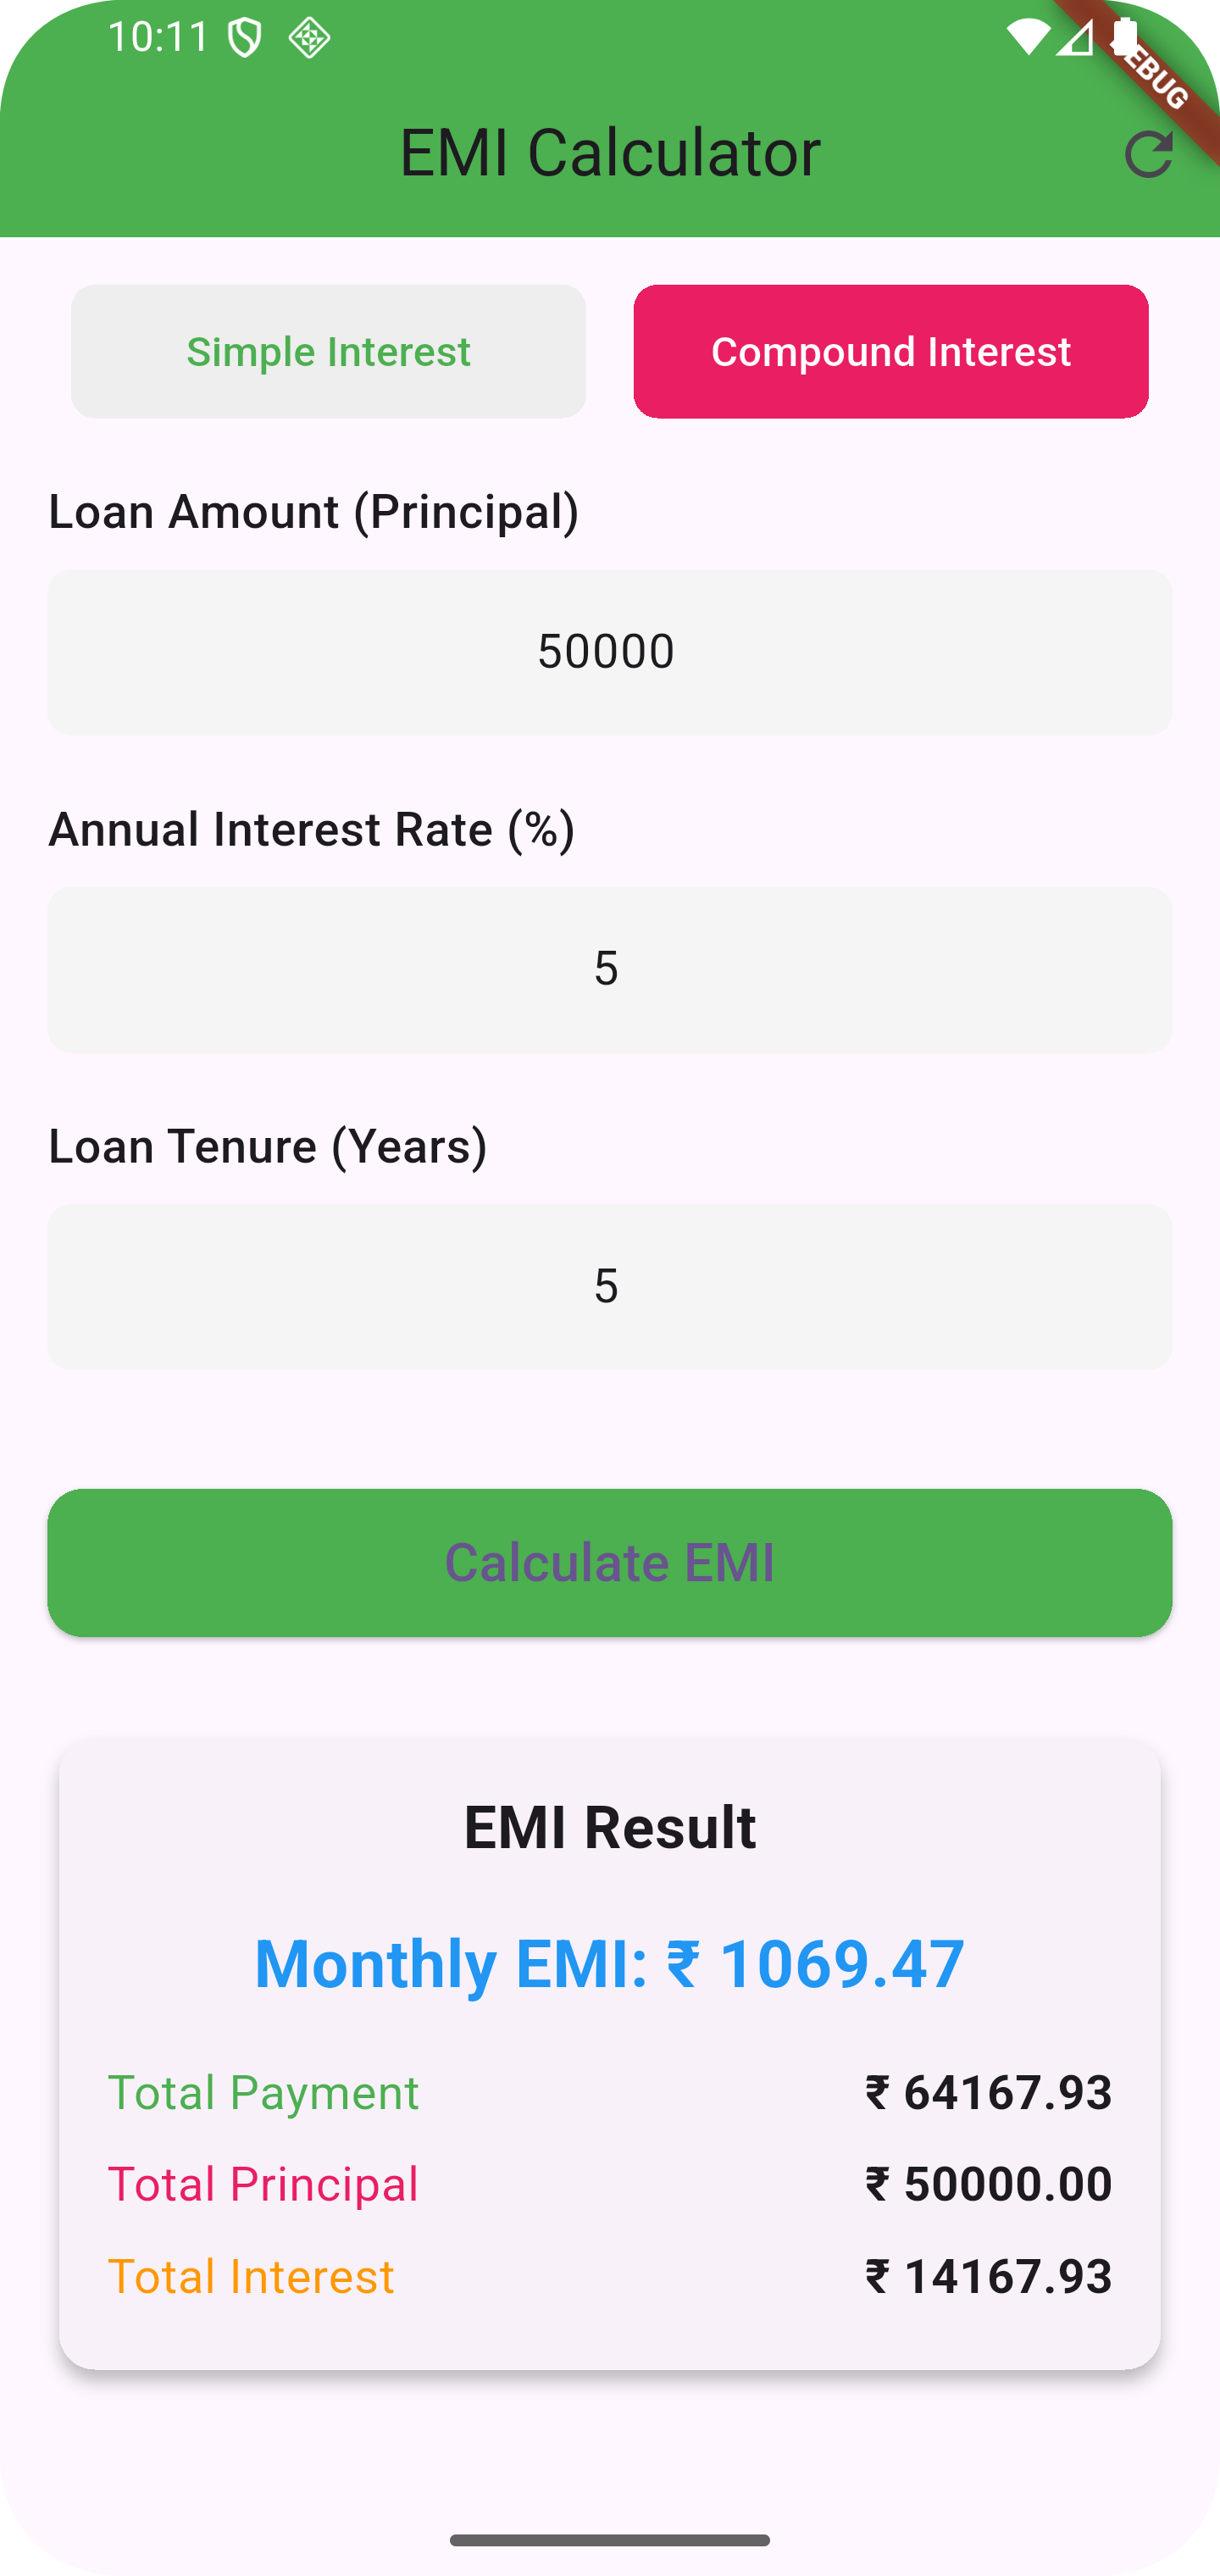 10:11
DEBUG
EMI Calculator
Simple Interest
Compound Interest
Loan Amount (Principal)
50000
Annual Interest Rate (%)
5
Loan Tenure (Years)
5
Calculate EMI
EMI Result
Monthly EMI: ₹ 1069.47
Total Payment ₹ 64167.93
Total Principal ₹ 50000.00
Total Interest ₹ 14167.93